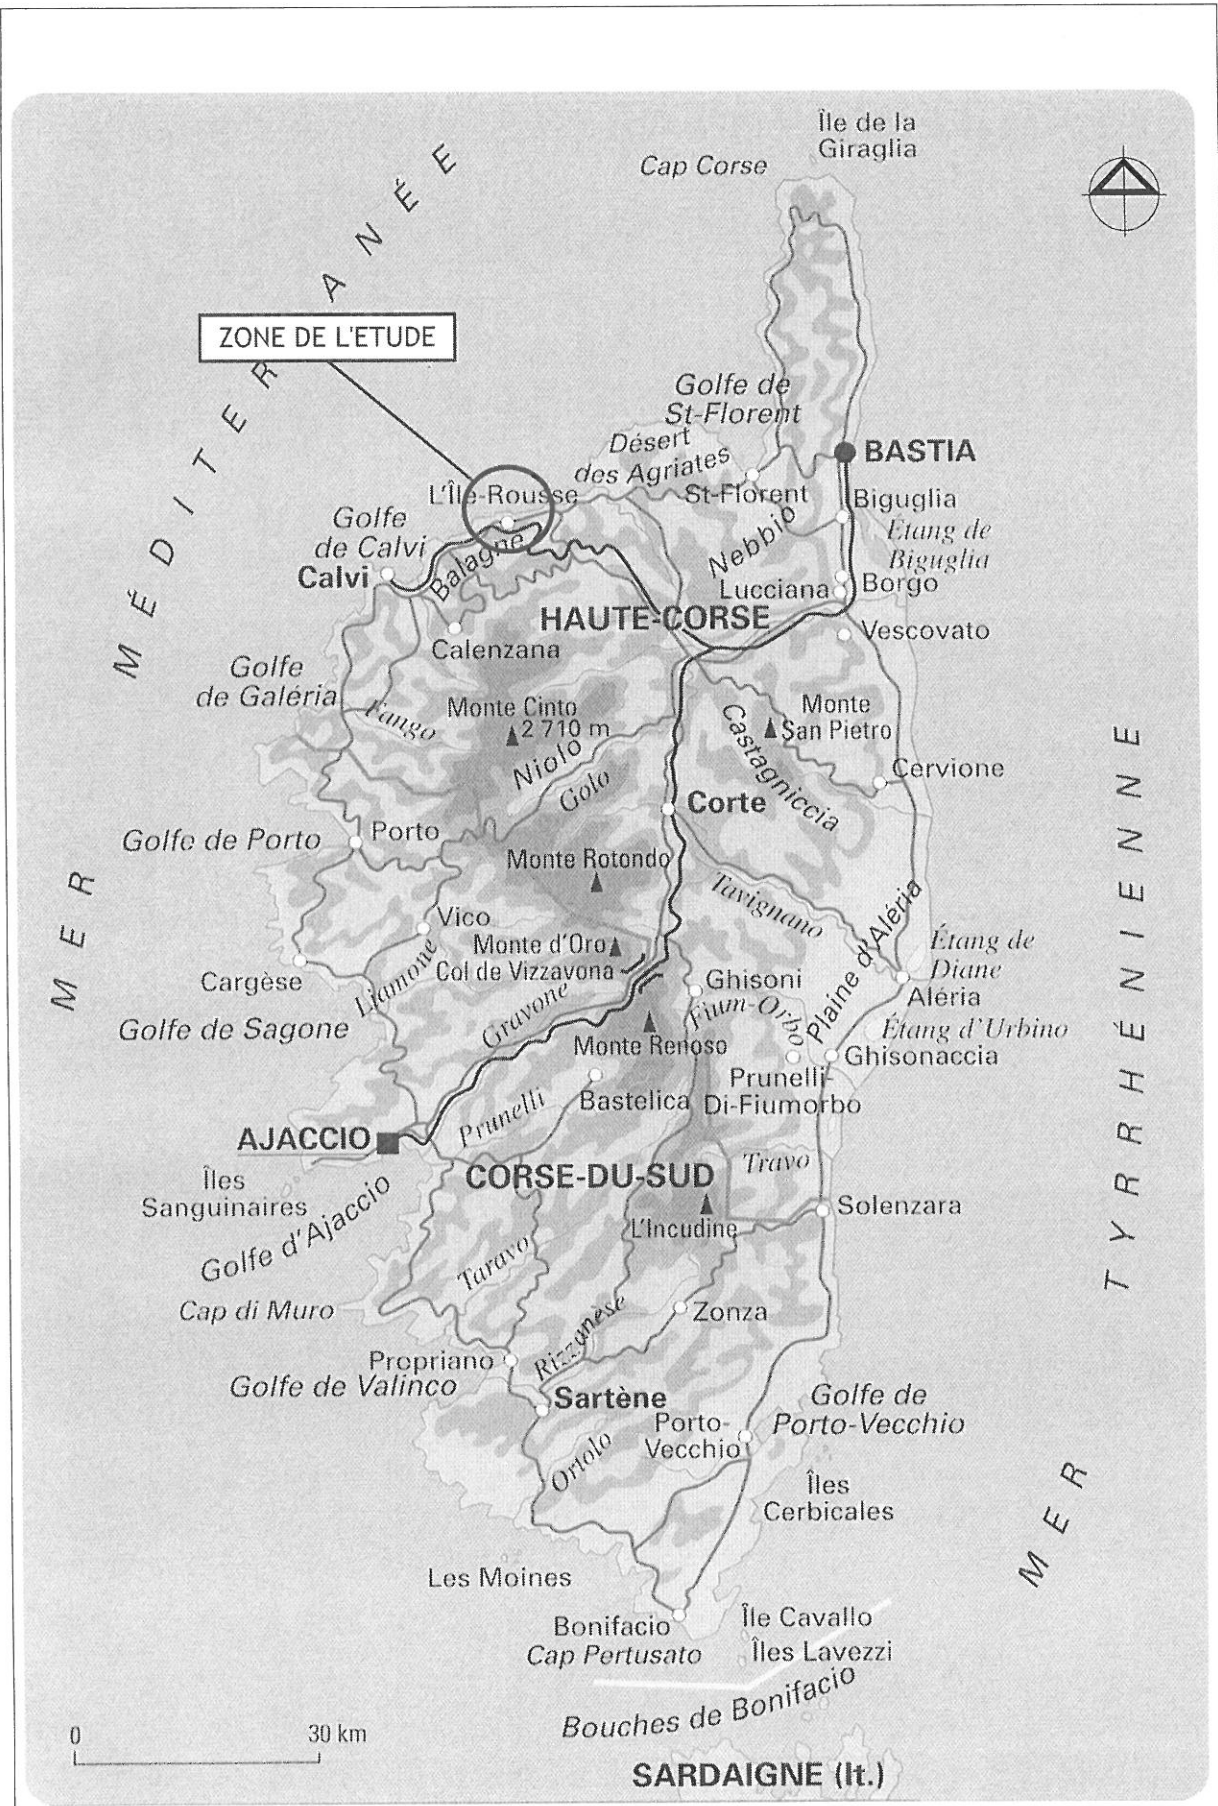 Île de la
Giraglia
Cap Corse
MER MÉDITERRANÉE
ZONE DE L'ETUDE
Golfe de
St-Florent
Désert
des Agriates
BASTIA
L'Île-Rousse
St-Florent
Biguglia
Golfe
de Calvi
Étang de
Biguglia
Nebbio
Balagne
Calvi
Lucciana
Borgo
HAUTE-CORSE
Vescovato
Calenzana
Golfe
de Galéria
Fango
Monte Cinto
2 710 m
Monte
San Pietro
Castagniccia
Niolo
Golo
Cervione
Corte
Golfe de Porto
Porto
Monte Rotondo
Tavignano
Vico
Plaine d'Aléria
Monte d'Oro
Col de Vizzavona
Étang de
Diane
Cargèse
Liamone
Ghisoni
Aléria
Gravone
Fium-Orbo
Golfe de Sagone
Étang d'Urbino
Monte Renoso
Ghisonaccia
Prunelli-
Di-Fiumorbo
Bastelica
Prunelli
AJACCIO
CORSE-DU-SUD
Travo
Îles
Sanguinaires
Golfe d'Ajaccio
L'Incudine
Solenzara
Taravo
Cap di Muro
Rizzanèse
Zonza
Propriano
Golfe de Valinco
Sartène
Golfe de
Porto-Vecchio
Porto-
Vecchio
Ortolo
Îles
Cerbicales
MER TYRRHÉNIENNE
Les Moines
Bonifacio
Cap Pertusato
Île Cavallo
Îles Lavezzi
Bouches de Bonifacio
0 30 km
SARDAIGNE (It.)